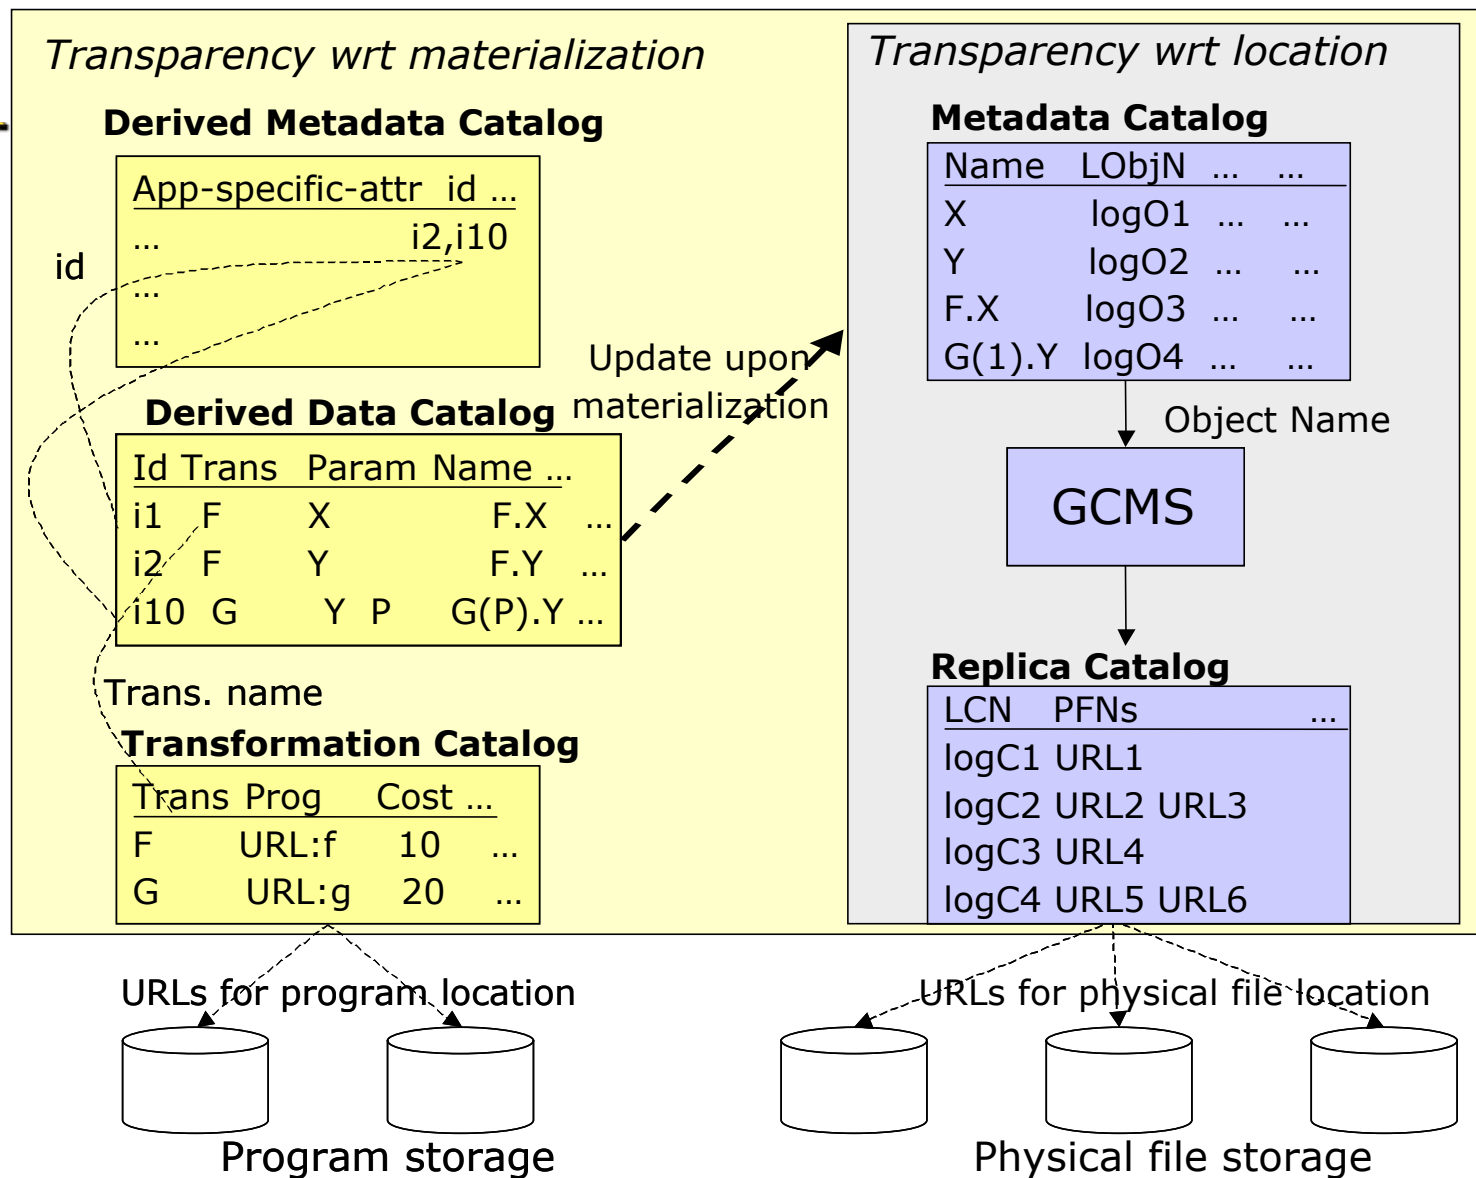 Transparency wrt materialization
Derived Metadata Catalog
App-specific-attr id ...
... i2,i10
...
...
id
Update upon
materialization
Derived Data Catalog
Id Trans Param Name ...
i1 F X F.X ...
i2 F Y F.Y ...
i10 G Y P G(P).Y ...
Trans. name
Transformation Catalog
Trans Prog Cost ...
F URL:f 10 ...
G URL:g 20 ...
URLs for program location
Program storage
Transparency wrt location
Metadata Catalog
Name LObjN ... ...
X logO1 ... ...
Y logO2 ... ...
F.X logO3 ... ...
G(1).Y logO4 ... ...
Object Name
GCMS
Replica Catalog
LCN PFNs ...
logC1 URL1
logC2 URL2 URL3
logC3 URL4
logC4 URL5 URL6
URLs for physical file location
Physical file storage